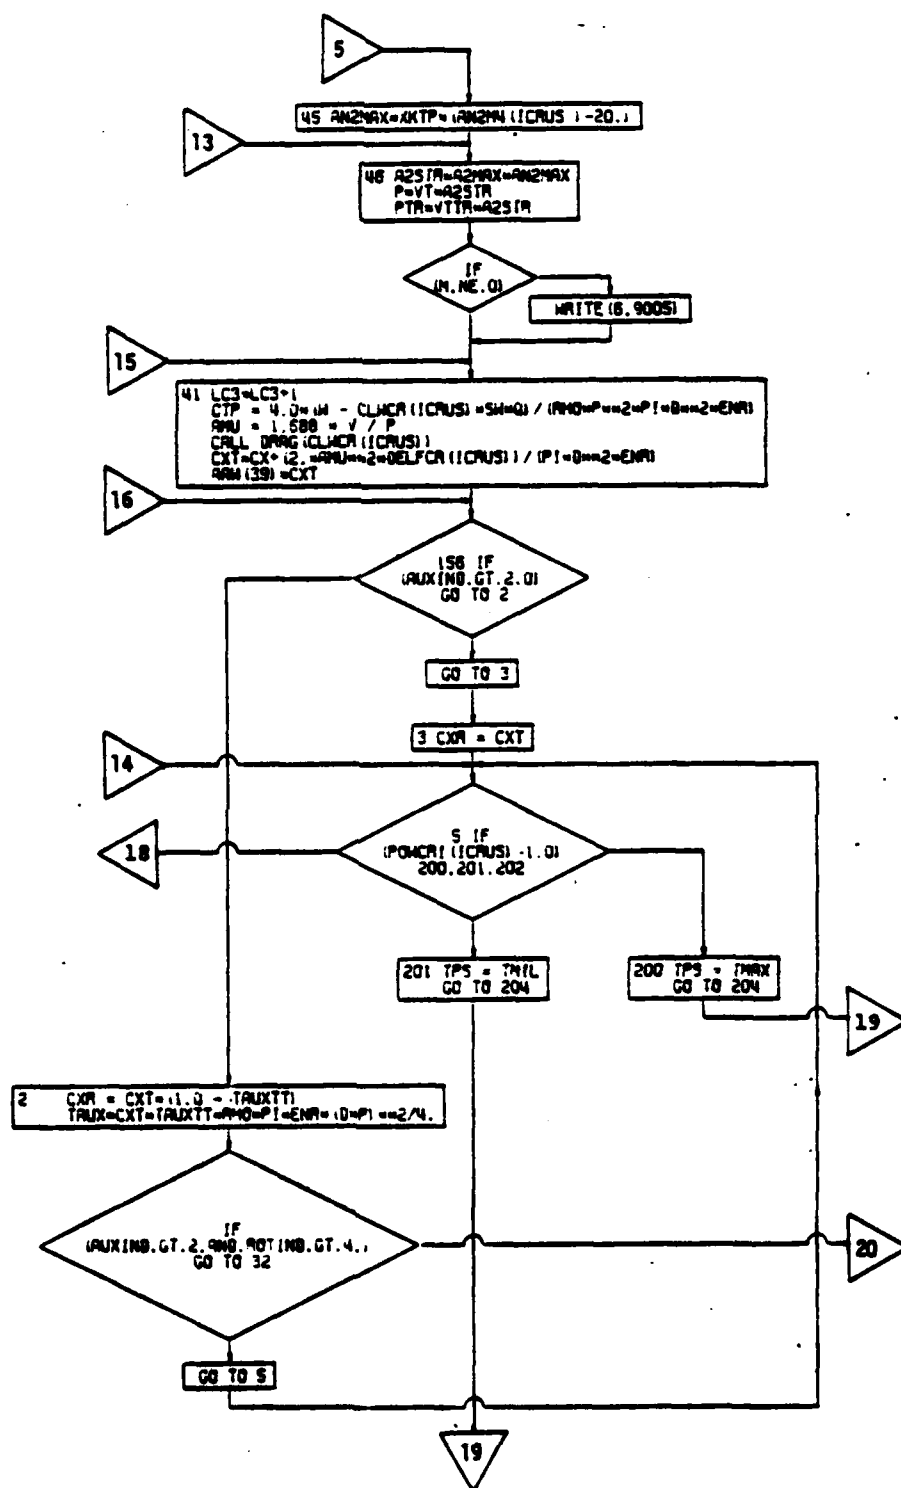 5
45 AN2MAX=XKTP*(AN2M4(ICRUS)-20.)
13
46 A2STR=A2MAX*AN2MAX
P=VT*A2STR
PTR=VTTR*A2STR
IF
(M.NE.0)
WRITE(6,9005)
15
41 LC3=LC3+1
CTP = 4.0*(W - CLWCR(ICRUS)*SW*Q)/(RHO*P**2*PI*D**2*ENR)
AMU = 1.688 * V / P
CALL DRAG(CLWCR(ICRUS))
CXT=CX+(2.*AMU**2*DELFCR(ICRUS))/(PI*D**2*ENR)
ARW(39)=CXT
16
156 IF
(AUXIND.GT.2.0)
GO TO 2
GO TO 3
3 CXR = CXT
14
5 IF
(POWCRI(ICRUS)-1.0)
200,201,202
18
201 TPS = TMIL
GO TO 204
200 TPS = TMAX
GO TO 204
19
2 CXR = CXT*(1.0 - TAUXTT)
TAUX=CXT*TAUXTT*RHO*PI*ENR*(D*P)**2/4.
IF
(AUXIND.GT.2.AND.ROTIND.GT.4.)
GO TO 32
20
GO TO 5
19